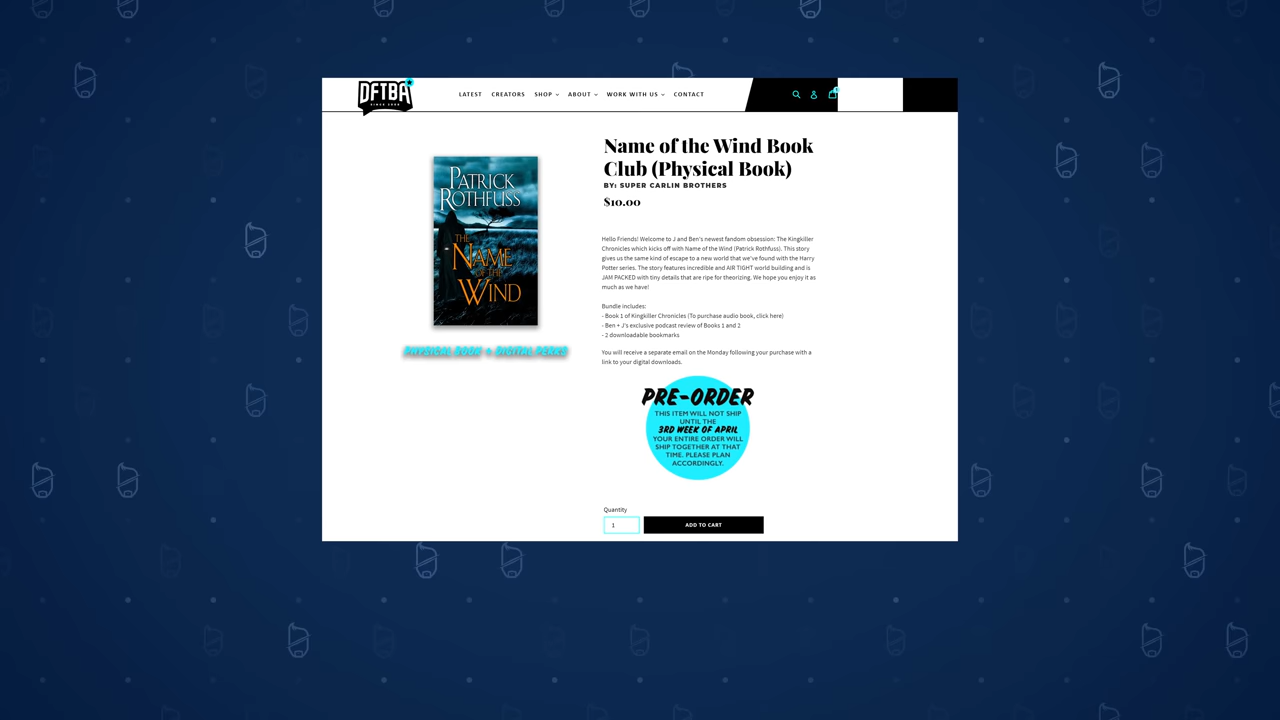 DFTBA
SINCE 2008
LATEST CREATORS SHOP ABOUT WORK WITH US CONTACT
Name of the Wind Book
Club (Physical Book)
BY: SUPER CARLIN BROTHERS
$10.00
PATRICK
ROTHFUSS
THE
NAME
OF THE
WIND
PHYSICAL BOOK + DIGITAL PERKS
Hello Friends! Welcome to J and Ben's newest fandom obsession: The Kingkiller
Chronicles which kicks off with Name of the Wind (Patrick Rothfuss). This story
gives us the same kind of escape to a new world that we've found with the Harry
Potter series. The story features incredible and AIR TIGHT world building and is
JAM PACKED with tiny details that are ripe for theorizing. We hope you enjoy it as
much as we have!
Bundle includes:
- Book 1 of Kingkiller Chronicles (To purchase audio book, click here)
- Ben + J's exclusive podcast review of Books 1 and 2
- 2 downloadable bookmarks
You will receive a separate email on the Monday following your purchase with a
link to your digital downloads.
PRE-ORDER
THIS ITEM WILL NOT SHIP
UNTIL THE
3RD WEEK OF APRIL
YOUR ENTIRE ORDER WILL
SHIP TOGETHER AT THAT
TIME. PLEASE PLAN
ACCORDINGLY.
Quantity
1 ADD TO CART